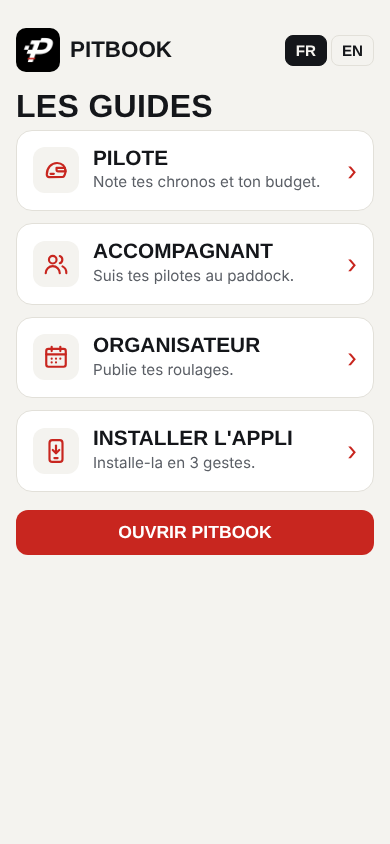 PITBOOK
FR
EN
LES GUIDES
PILOTE
Note tes chronos et ton budget.
ACCOMPAGNANT
Suis tes pilotes au paddock.
ORGANISATEUR
Publie tes roulages.
INSTALLER L'APPLI
Installe-la en 3 gestes.
OUVRIR PITBOOK